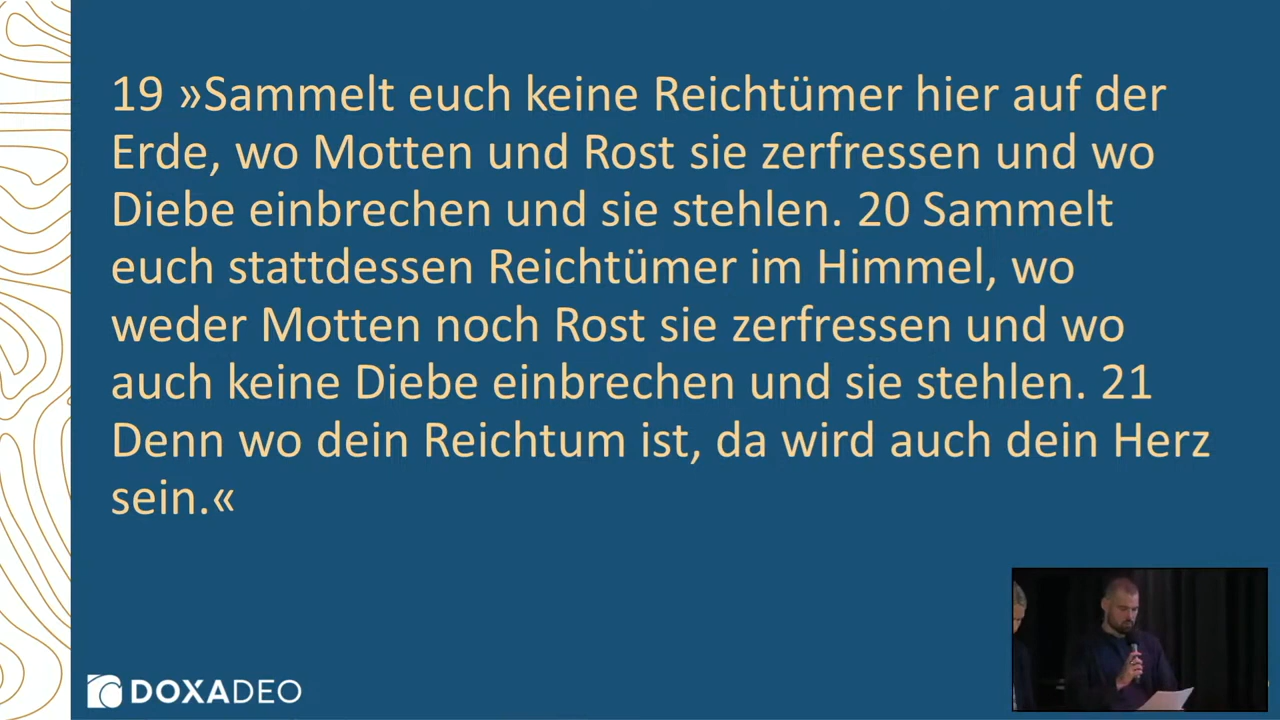 19 »Sammelt euch keine Reichtümer hier auf der
Erde, wo Motten und Rost sie zerfressen und wo
Diebe einbrechen und sie stehlen. 20 Sammelt
euch stattdessen Reichtümer im Himmel, wo
weder Motten noch Rost sie zerfressen und wo
auch keine Diebe einbrechen und sie stehlen. 21
Denn wo dein Reichtum ist, da wird auch dein Herz
sein.«
DOXADEO